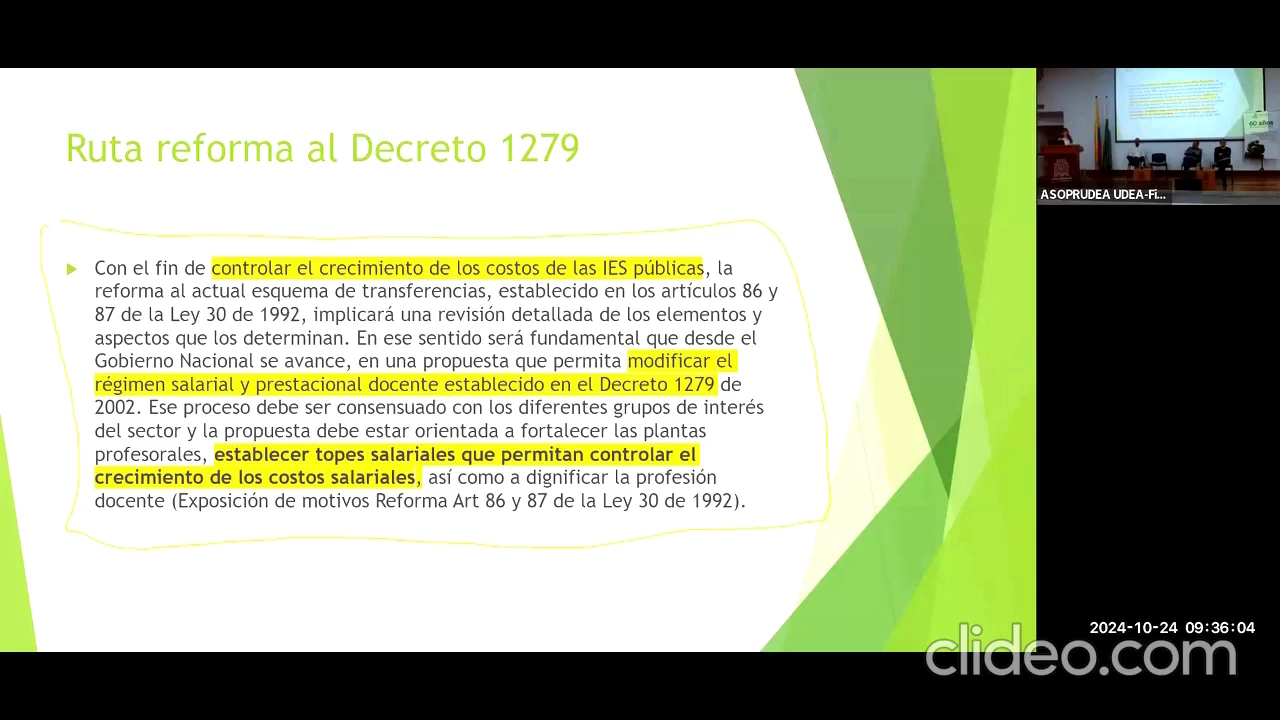 Ruta reforma al Decreto 1279
Con el fin de controlar el crecimiento de los costos de las IES públicas, la
reforma al actual esquema de transferencias, establecido en los artículos 86 y
87 de la Ley 30 de 1992, implicará una revisión detallada de los elementos y
aspectos que los determinan. En ese sentido será fundamental que desde el
Gobierno Nacional se avance, en una propuesta que permita modificar el
régimen salarial y prestacional docente establecido en el Decreto 1279 de
2002. Ese proceso debe ser consensuado con los diferentes grupos de interés
del sector y la propuesta debe estar orientada a fortalecer las plantas
profesorales, establecer topes salariales que permitan controlar el
crecimiento de los costos salariales, así como a dignificar la profesión
docente (Exposición de motivos Reforma Art 86 y 87 de la Ley 30 de 1992).
60 años
ASOPRUDEA UDEA-Fi...
2024-10-24 09:36:04
clideo.com